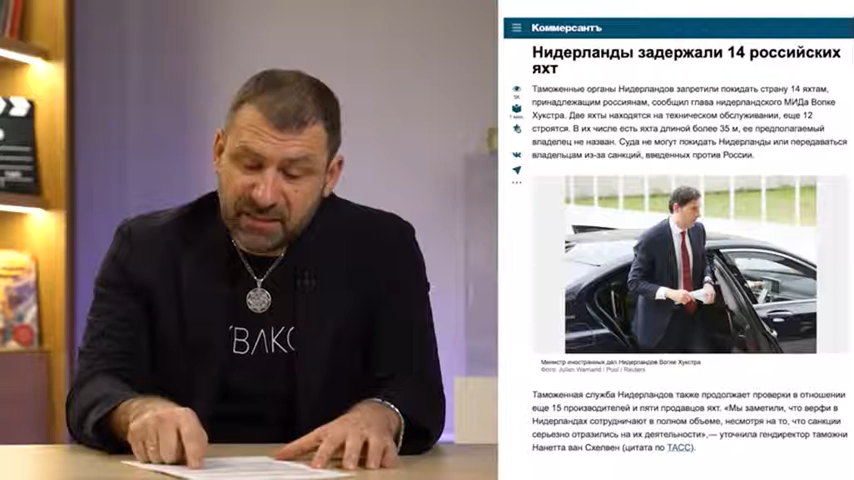 Коммерсантъ
Нидерланды задержали 14 российских
яхт
Таможенные органы Нидерландов запретили покидать страну 14 яхтам,
принадлежащим россиянам, сообщил глава нидерландского МИДа Вопке
Хукстра. Две яхты находятся на техническом обслуживании, еще 12
строятся. В их числе есть яхта длиной более 35 м, ее предполагаемый
владелец не назван. Суда не могут покидать Нидерланды или передаваться
владельцам из-за санкций, введенных против России.
Министр иностранных дел Нидерландов Вопке Хукстра
Фото: Julien Warnand / Pool / Reuters
Таможенная служба Нидерландов также продолжает проверки в отношении
еще 15 производителей и пяти продавцов яхт. «Мы заметили, что верфи в
Нидерландах сотрудничают в полном объеме, несмотря на то, что санкции
серьезно отразились на их деятельности»,— уточнила гендиректор таможни
Нанетта ван Схелвен (цитата по ТАСС).